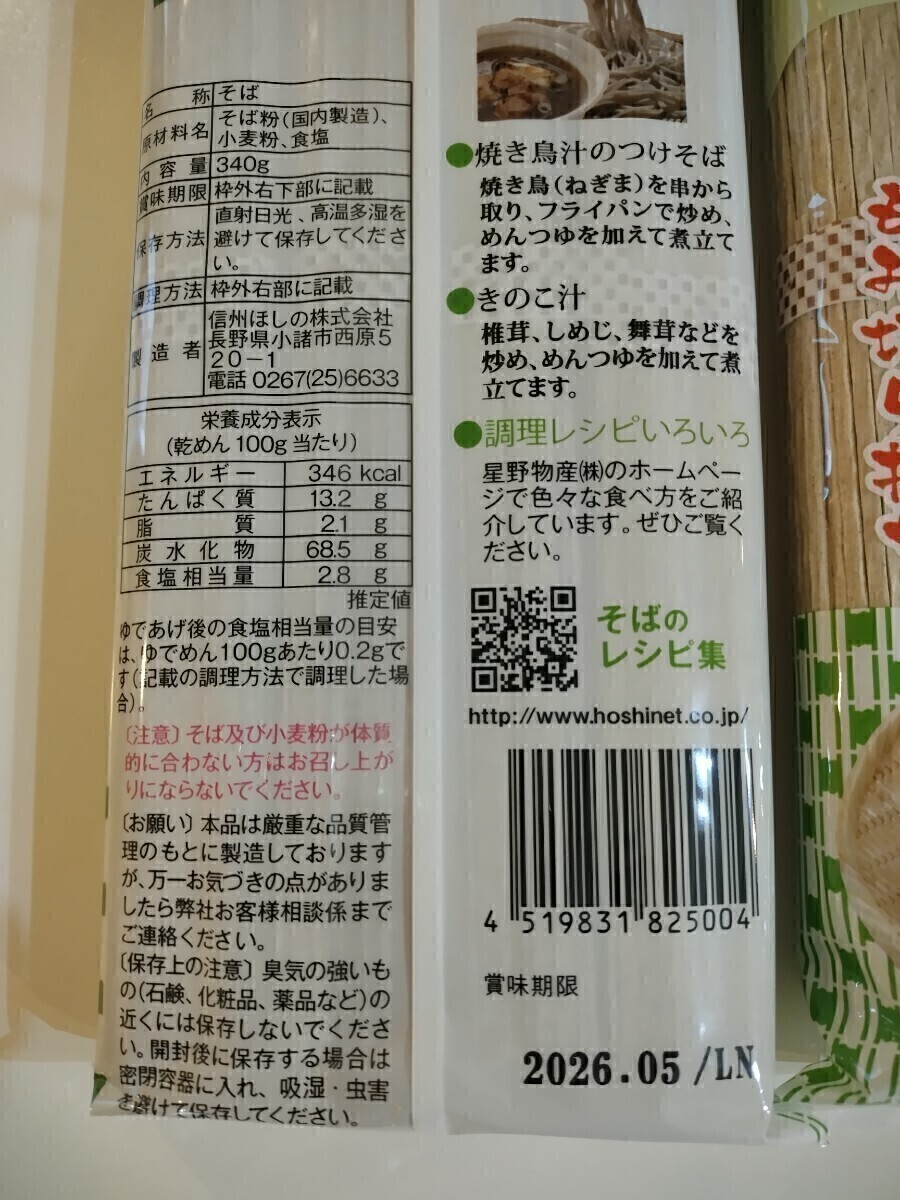 名称 そば
原材料名 そば粉(国内製造)、
小麦粉、食塩
内容量 340g
賞味期限 枠外右下部に記載
保存方法 直射日光、高温多湿を
避けて保存してくださ
い。
調理方法 枠外右部に記載
製造者 信州ほしの株式会社
長野県小諸市西原5
20-1
電話 0267(25)6633
栄養成分表示
(乾めん100g当たり)
エネルギー 346 kcal
たんぱく質 13.2 g
脂質 2.1 g
炭水化物 68.5 g
食塩相当量 2.8 g
推定値
ゆであげ後の食塩相当量の目安
は、ゆでめん100gあたり0.2gで
す(記載の調理方法で調理した場
合)。
〔注意〕そば及び小麦粉が体質
的に合わない方はお召し上が
りにならないでください。
〔お願い〕本品は厳重な品質管
理のもとに製造しております
が、万一お気づきの点がありま
したら弊社お客様相談係まで
ご連絡ください。
〔保存上の注意〕臭気の強いも
の(石鹸、化粧品、薬品など)の
近くには保存しないでくださ
い。開封後に保存する場合は
密閉容器に入れ、吸湿・虫害
を避けて保存してください。
●焼き鳥汁のつけそば
焼き鳥(ねぎま)を串から
取り、フライパンで炒め、
めんつゆを加えて煮立て
ます。
●きのこ汁
椎茸、しめじ、舞茸などを
炒め、めんつゆを加えて煮
立てます。
●調理レシピいろいろ
星野物産㈱のホームペー
ジで色々な食べ方をご紹
介しています。ぜひご覧く
ださい。
そばの
レシピ集
http://www.hoshinet.co.jp/
4 519831 825004
賞味期限
2026.05 /LN